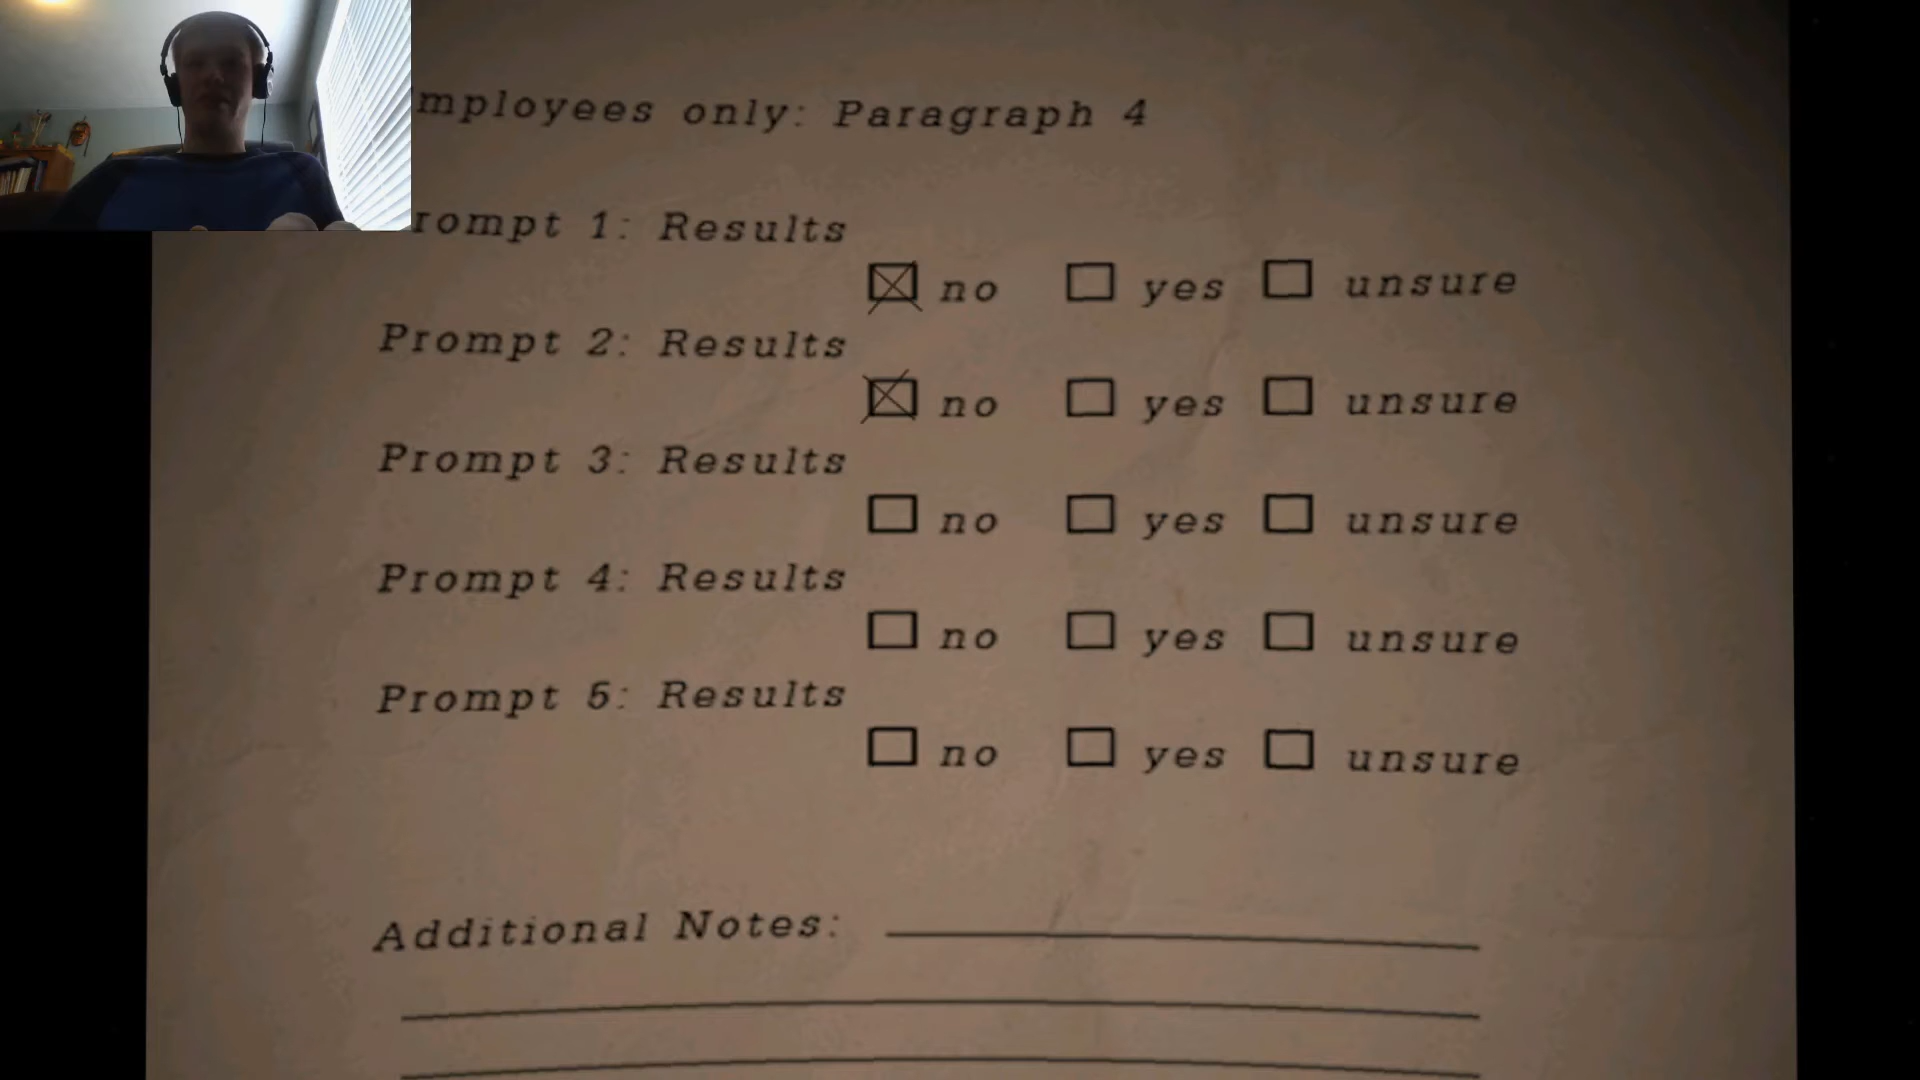 mployees only: Paragraph 4
rompt 1: Results
no yes unsure
Prompt 2: Results
no yes unsure
Prompt 3: Results
no yes unsure
Prompt 4: Results
no yes unsure
Prompt 5: Results
no yes unsure
Additional Notes: